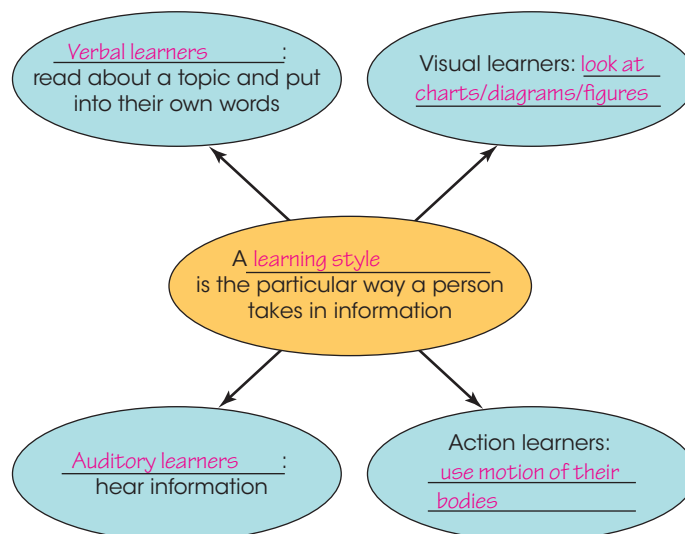 Verbal learners :
read about a topic and put
into their own words
Visual learners: look at
charts/diagrams/figures
A learning style
is the particular way a person
takes in information
Auditory learners :
hear information
Action learners:
use motion of their
bodies